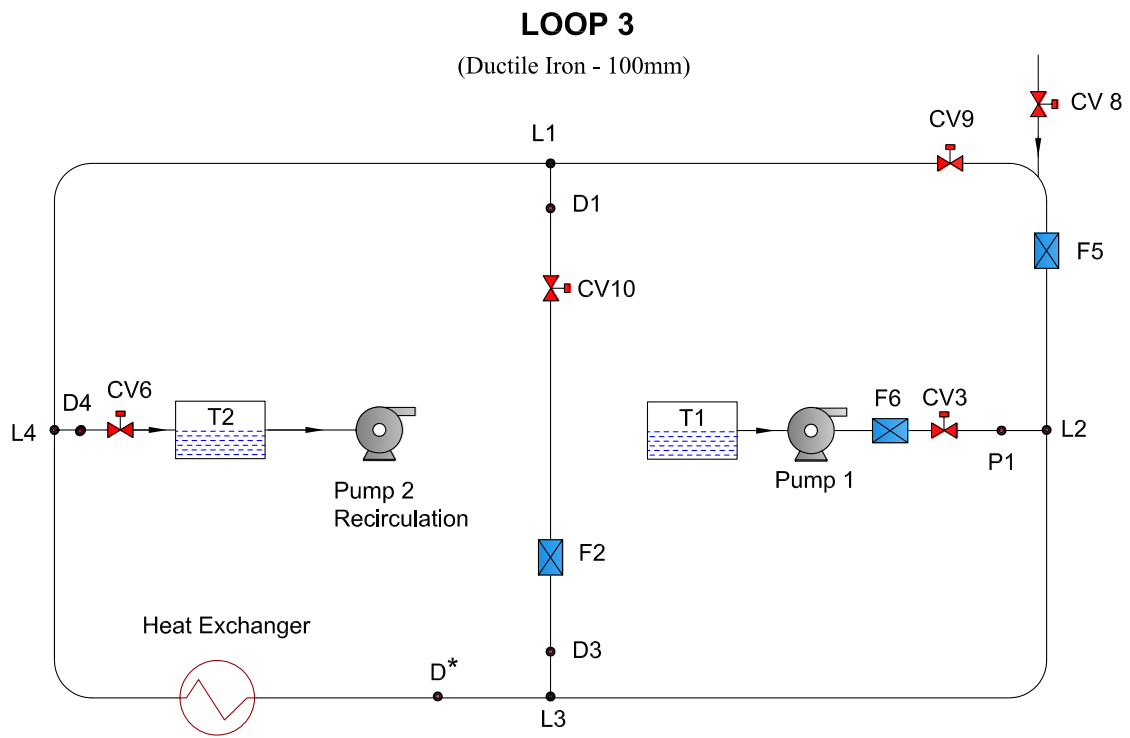 LOOP 3
(Ductile Iron - 100mm)
CV 8
CV9
L1
D1
F5
CV10
CV6
D4
T2
L4
T1
F6
CV3
L2
P1
Pump 1
Pump 2
Recirculation
F2
Heat Exchanger
D3
D*
L3